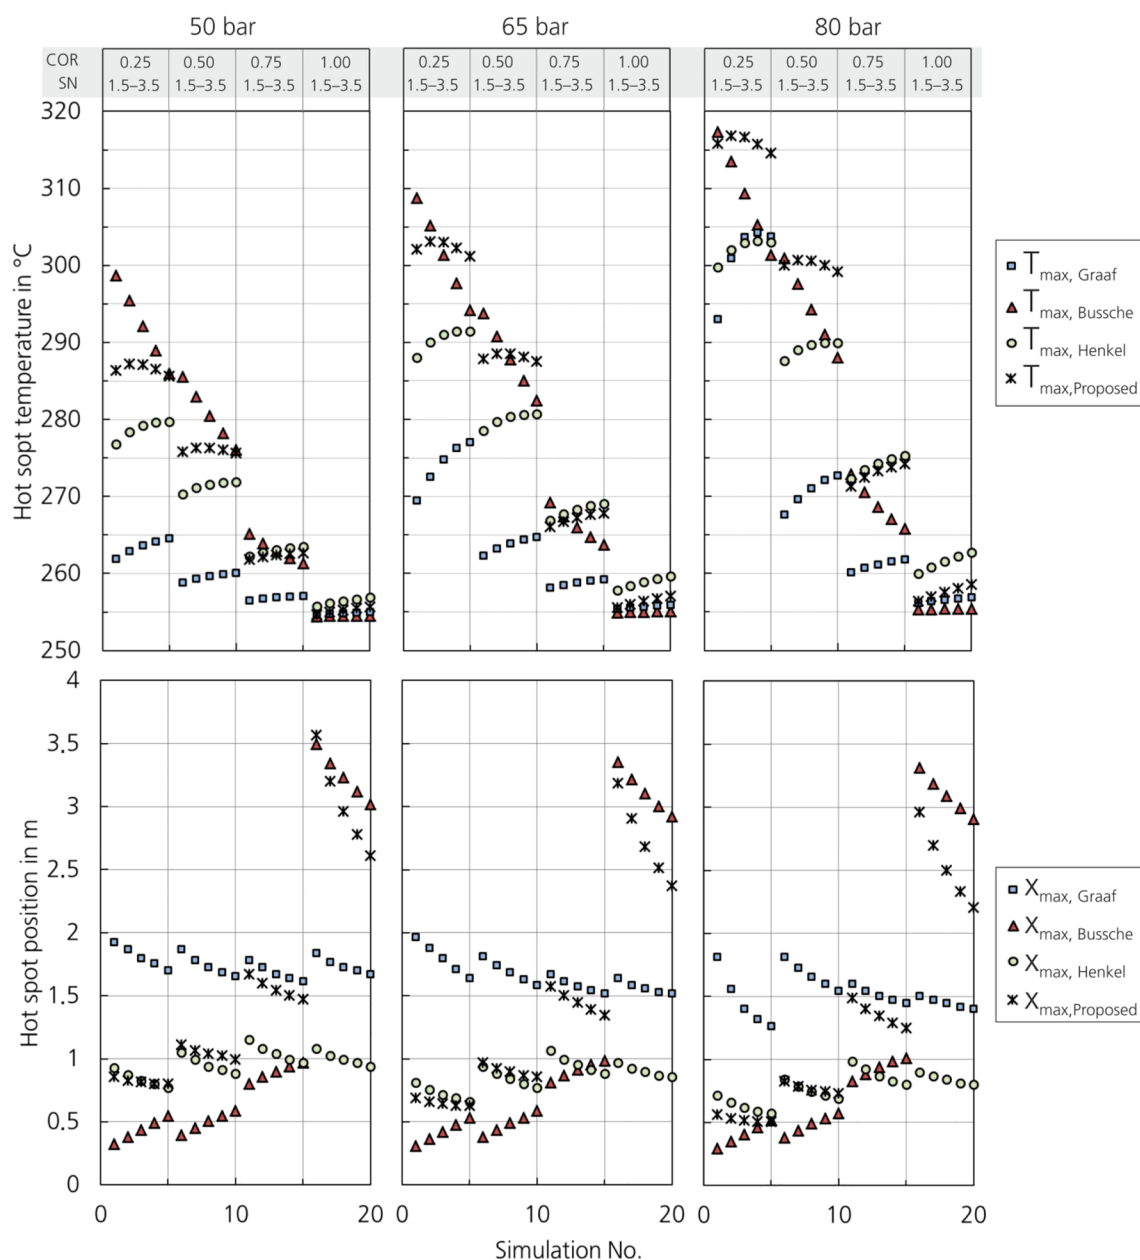 50 bar 65 bar 80 bar
COR 0.25 0.50 0.75 1.00 0.25 0.50 0.75 1.00 0.25 0.50 0.75 1.00
SN 1.5–3.5 1.5–3.5 1.5–3.5 1.5–3.5 1.5–3.5 1.5–3.5 1.5–3.5 1.5–3.5 1.5–3.5 1.5–3.5 1.5–3.5 1.5–3.5
320
310
300
290
280
270
260
250
Hot sopt temperature in °C
T max, Graaf
T max, Bussche
T max, Henkel
T max,Proposed
4
3,5
3
2,5
2
1,5
1
0,5
0
Hot spot position in m
X max, Graaf
X max, Bussche
X max, Henkel
X max,Proposed
0 10 20 0 10 20 0 10 20
Simulation No.